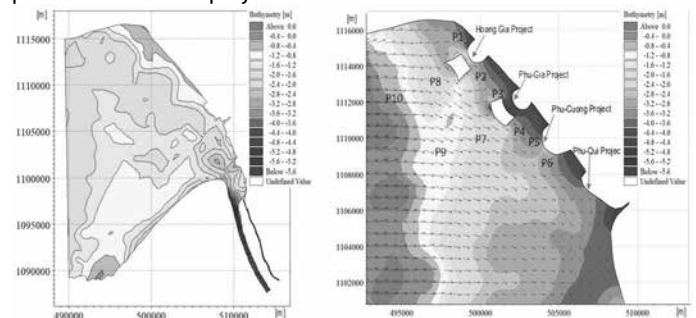 [m]
1115000
1110000
1105000
1100000
1095000
1090000
490000
500000
510000
[m]
Bathymetry [m]
Above 0.0
-0.4 - 0.0
-0.8 - -0.4
-1.2 - -0.8
-1.6 - -1.2
-2.0 - -1.6
-2.4 - -2.0
-2.8 - -2.4
-3.2 - -2.8
-3.6 - -3.2
-4.0 - -3.6
-4.4 - -4.0
-4.8 - -4.4
-5.2 - -4.8
-5.6 - -5.2
Below -5.6
Undefined Value
[m]
1116000
1114000
1112000
1110000
1108000
1106000
1104000
1102000
495000
500000
505000
510000
[m]
P1
Hoang Gia Project
P2
P8
Phu-Gia Project
P3
P10
Phu-Cuong Project
P4
P7
P5
P9
P6
Phu-Qui Projec
Bathymetry [m]
Above 0.0
-0.4 - 0.0
-0.8 - -0.4
-1.2 - -0.8
-1.6 - -1.2
-2.0 - -1.6
-2.4 - -2.0
-2.8 - -2.4
-3.2 - -2.8
-3.6 - -3.2
-4.0 - -3.6
-4.4 - -4.0
-4.8 - -4.4
-5.2 - -4.8
-5.6 - -5.2
Below -5.6
Undefined Value